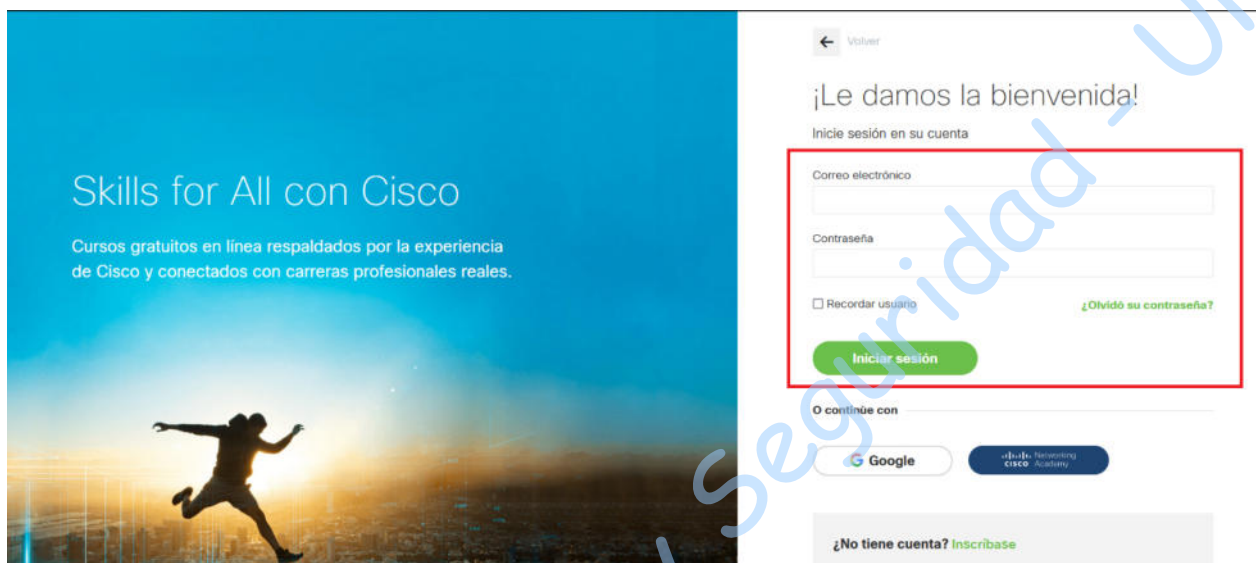 Volver
¡Le damos la bienvenida!
Inicie sesión en su cuenta
Skills for All con Cisco
Cursos gratuitos en línea respaldados por la experiencia
de Cisco y conectados con carreras profesionales reales.
Correo electrónico
Contraseña
Recordar usuario
¿Olvidó su contraseña?
Iniciar sesión
O continúe con
Google
CISCO Networking Academy
¿No tiene cuenta? Inscríbase
Seguridad -